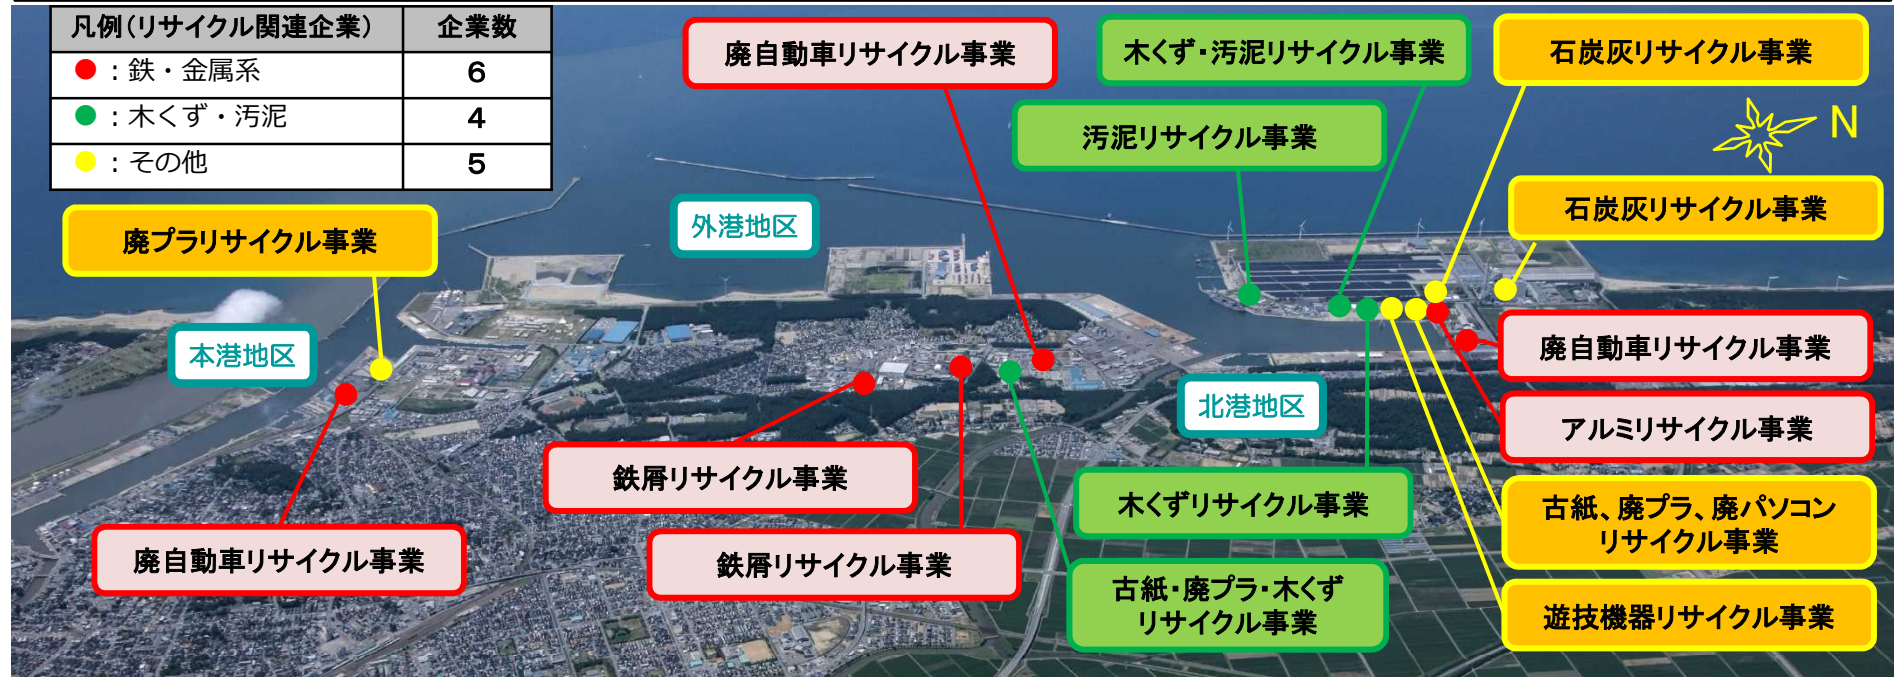 凡例（リサイクル関連企業） 企業数
●：鉄・金属系 6
●：木くず・汚泥 4
●：その他 5
廃自動車リサイクル事業
木くず・汚泥リサイクル事業
石炭灰リサイクル事業
汚泥リサイクル事業
N
石炭灰リサイクル事業
廃プラリサイクル事業
外港地区
本港地区
北港地区
廃自動車リサイクル事業
アルミリサイクル事業
鉄屑リサイクル事業
木くずリサイクル事業
古紙、廃プラ、廃パソコン
リサイクル事業
廃自動車リサイクル事業
鉄屑リサイクル事業
古紙・廃プラ・木くず
リサイクル事業
遊技機器リサイクル事業